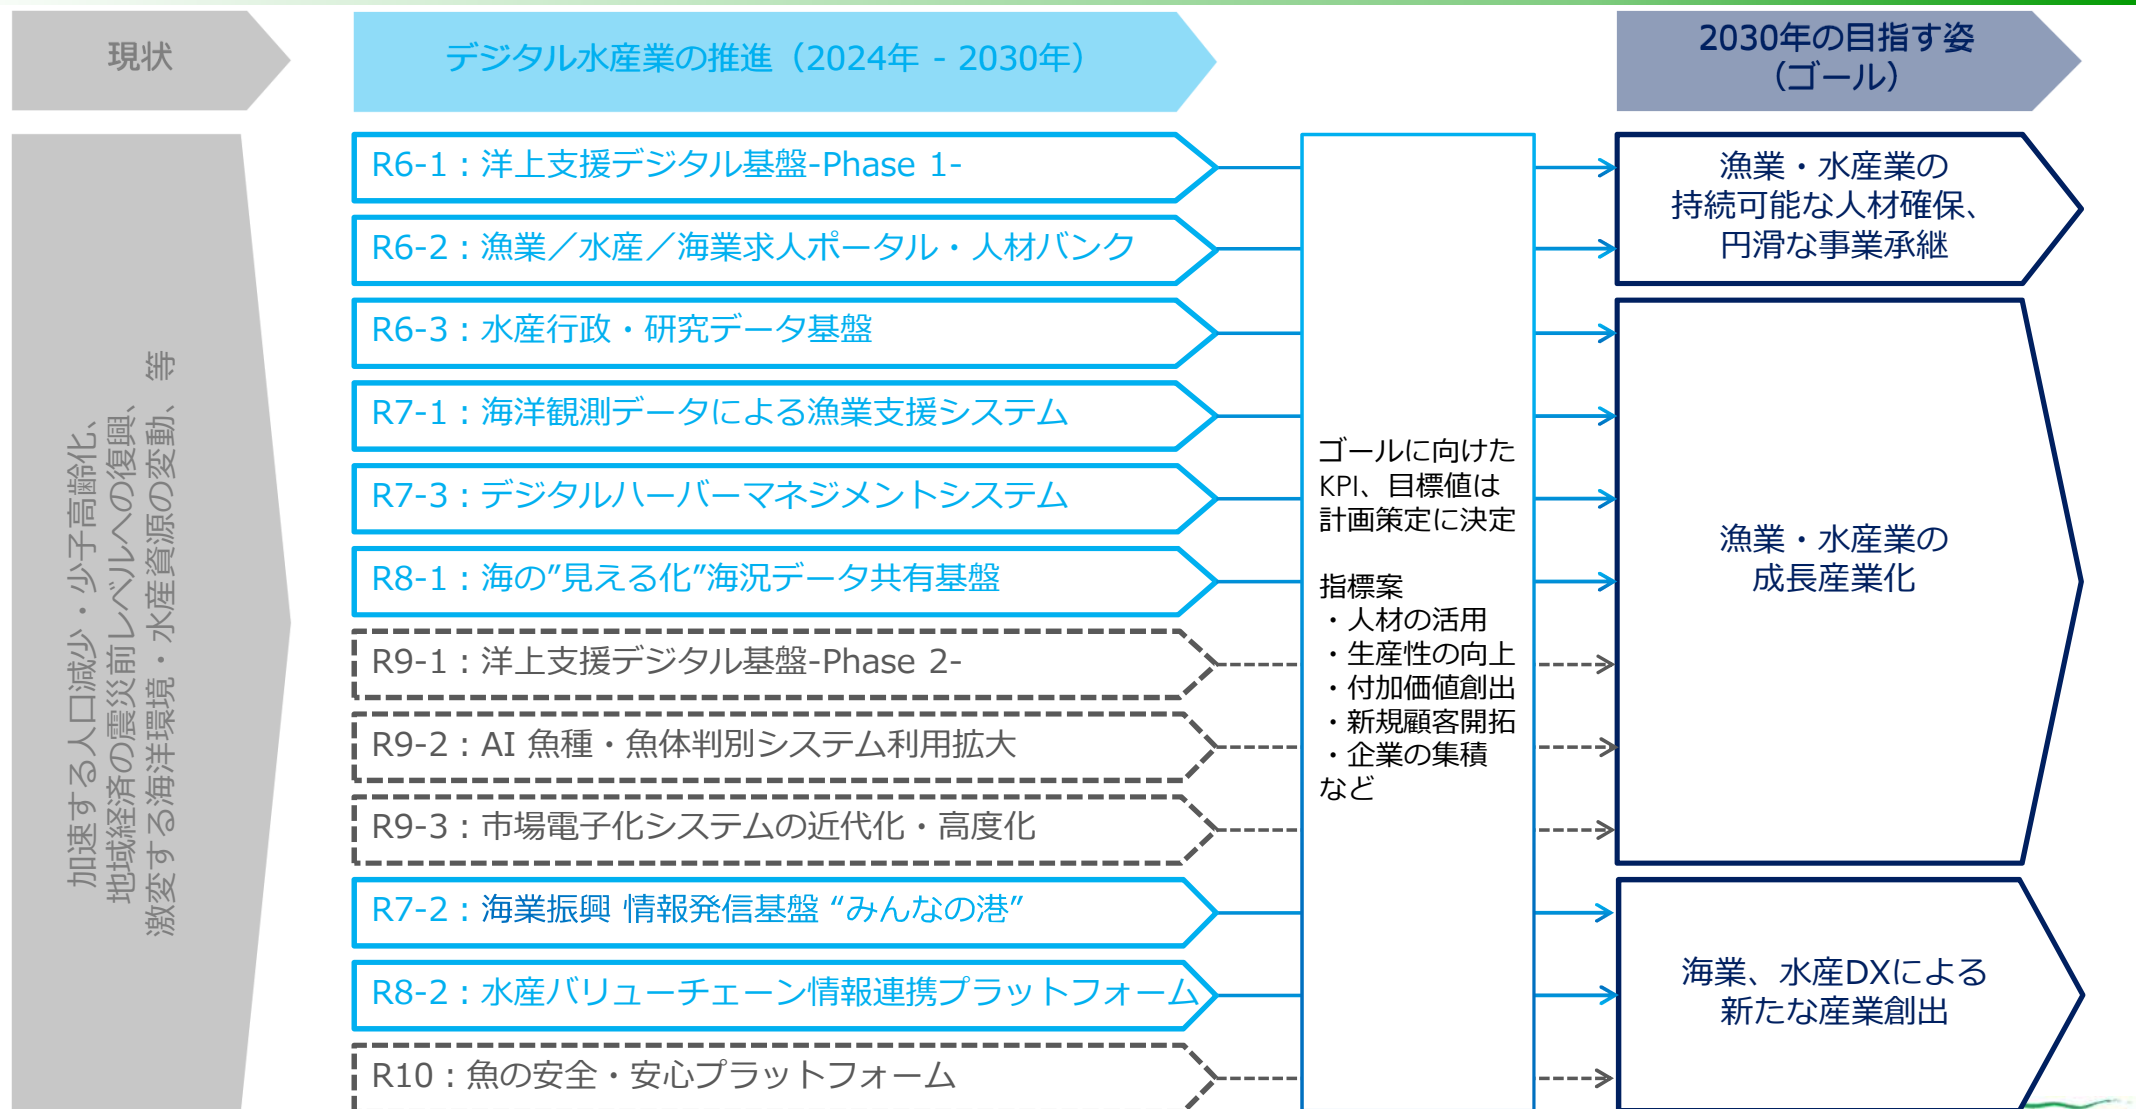 現状
デジタル水産業の推進（2024年 - 2030年）
2030年の目指す姿
（ゴール）
加速する人口減少・少子高齢化、
地域経済の震災前レベルへの復興、
激変する海洋環境・水産資源の変動、等
R6-1：洋上支援デジタル基盤-Phase 1-
R6-2：漁業／水産／海業求人ポータル・人材バンク
R6-3：水産行政・研究データ基盤
R7-1：海洋観測データによる漁業支援システム
R7-3：デジタルハーバーマネジメントシステム
R8-1：海の”見える化”海況データ共有基盤
R9-1：洋上支援デジタル基盤-Phase 2-
R9-2：AI 魚種・魚体判別システム利用拡大
R9-3：市場電子化システムの近代化・高度化
R7-2：海業振興 情報発信基盤 “みんなの港”
R8-2：水産バリューチェーン情報連携プラットフォーム
R10：魚の安全・安心プラットフォーム
ゴールに向けた
KPI、目標値は
計画策定に決定
指標案
・人材の活用
・生産性の向上
・付加価値創出
・新規顧客開拓
・企業の集積
など
漁業・水産業の
持続可能な人材確保、
円滑な事業承継
漁業・水産業の
成長産業化
海業、水産DXによる
新たな産業創出